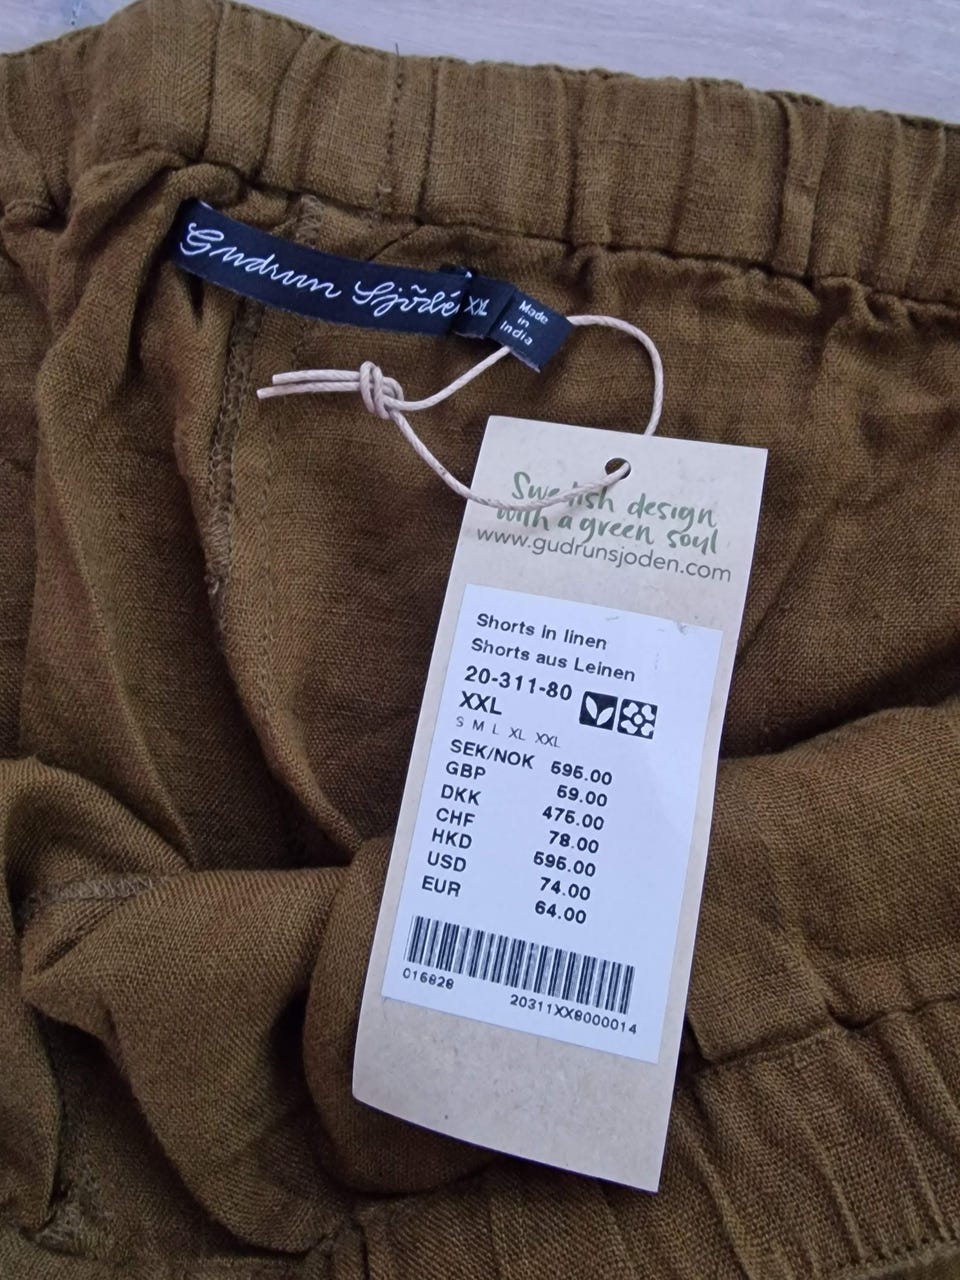 Gudrun Sjödén
XXL
Made
in
India
Swedish design
with a green soul
www.gudrunsjoden.com
Shorts in linen
Shorts aus Leinen
20-311-80
XXL
S M L XL XXL
SEK/NOK 595.00
GBP 59.00
DKK 475.00
CHF 78.00
HKD 595.00
USD 74.00
EUR 64.00
016828
20311XX8000014